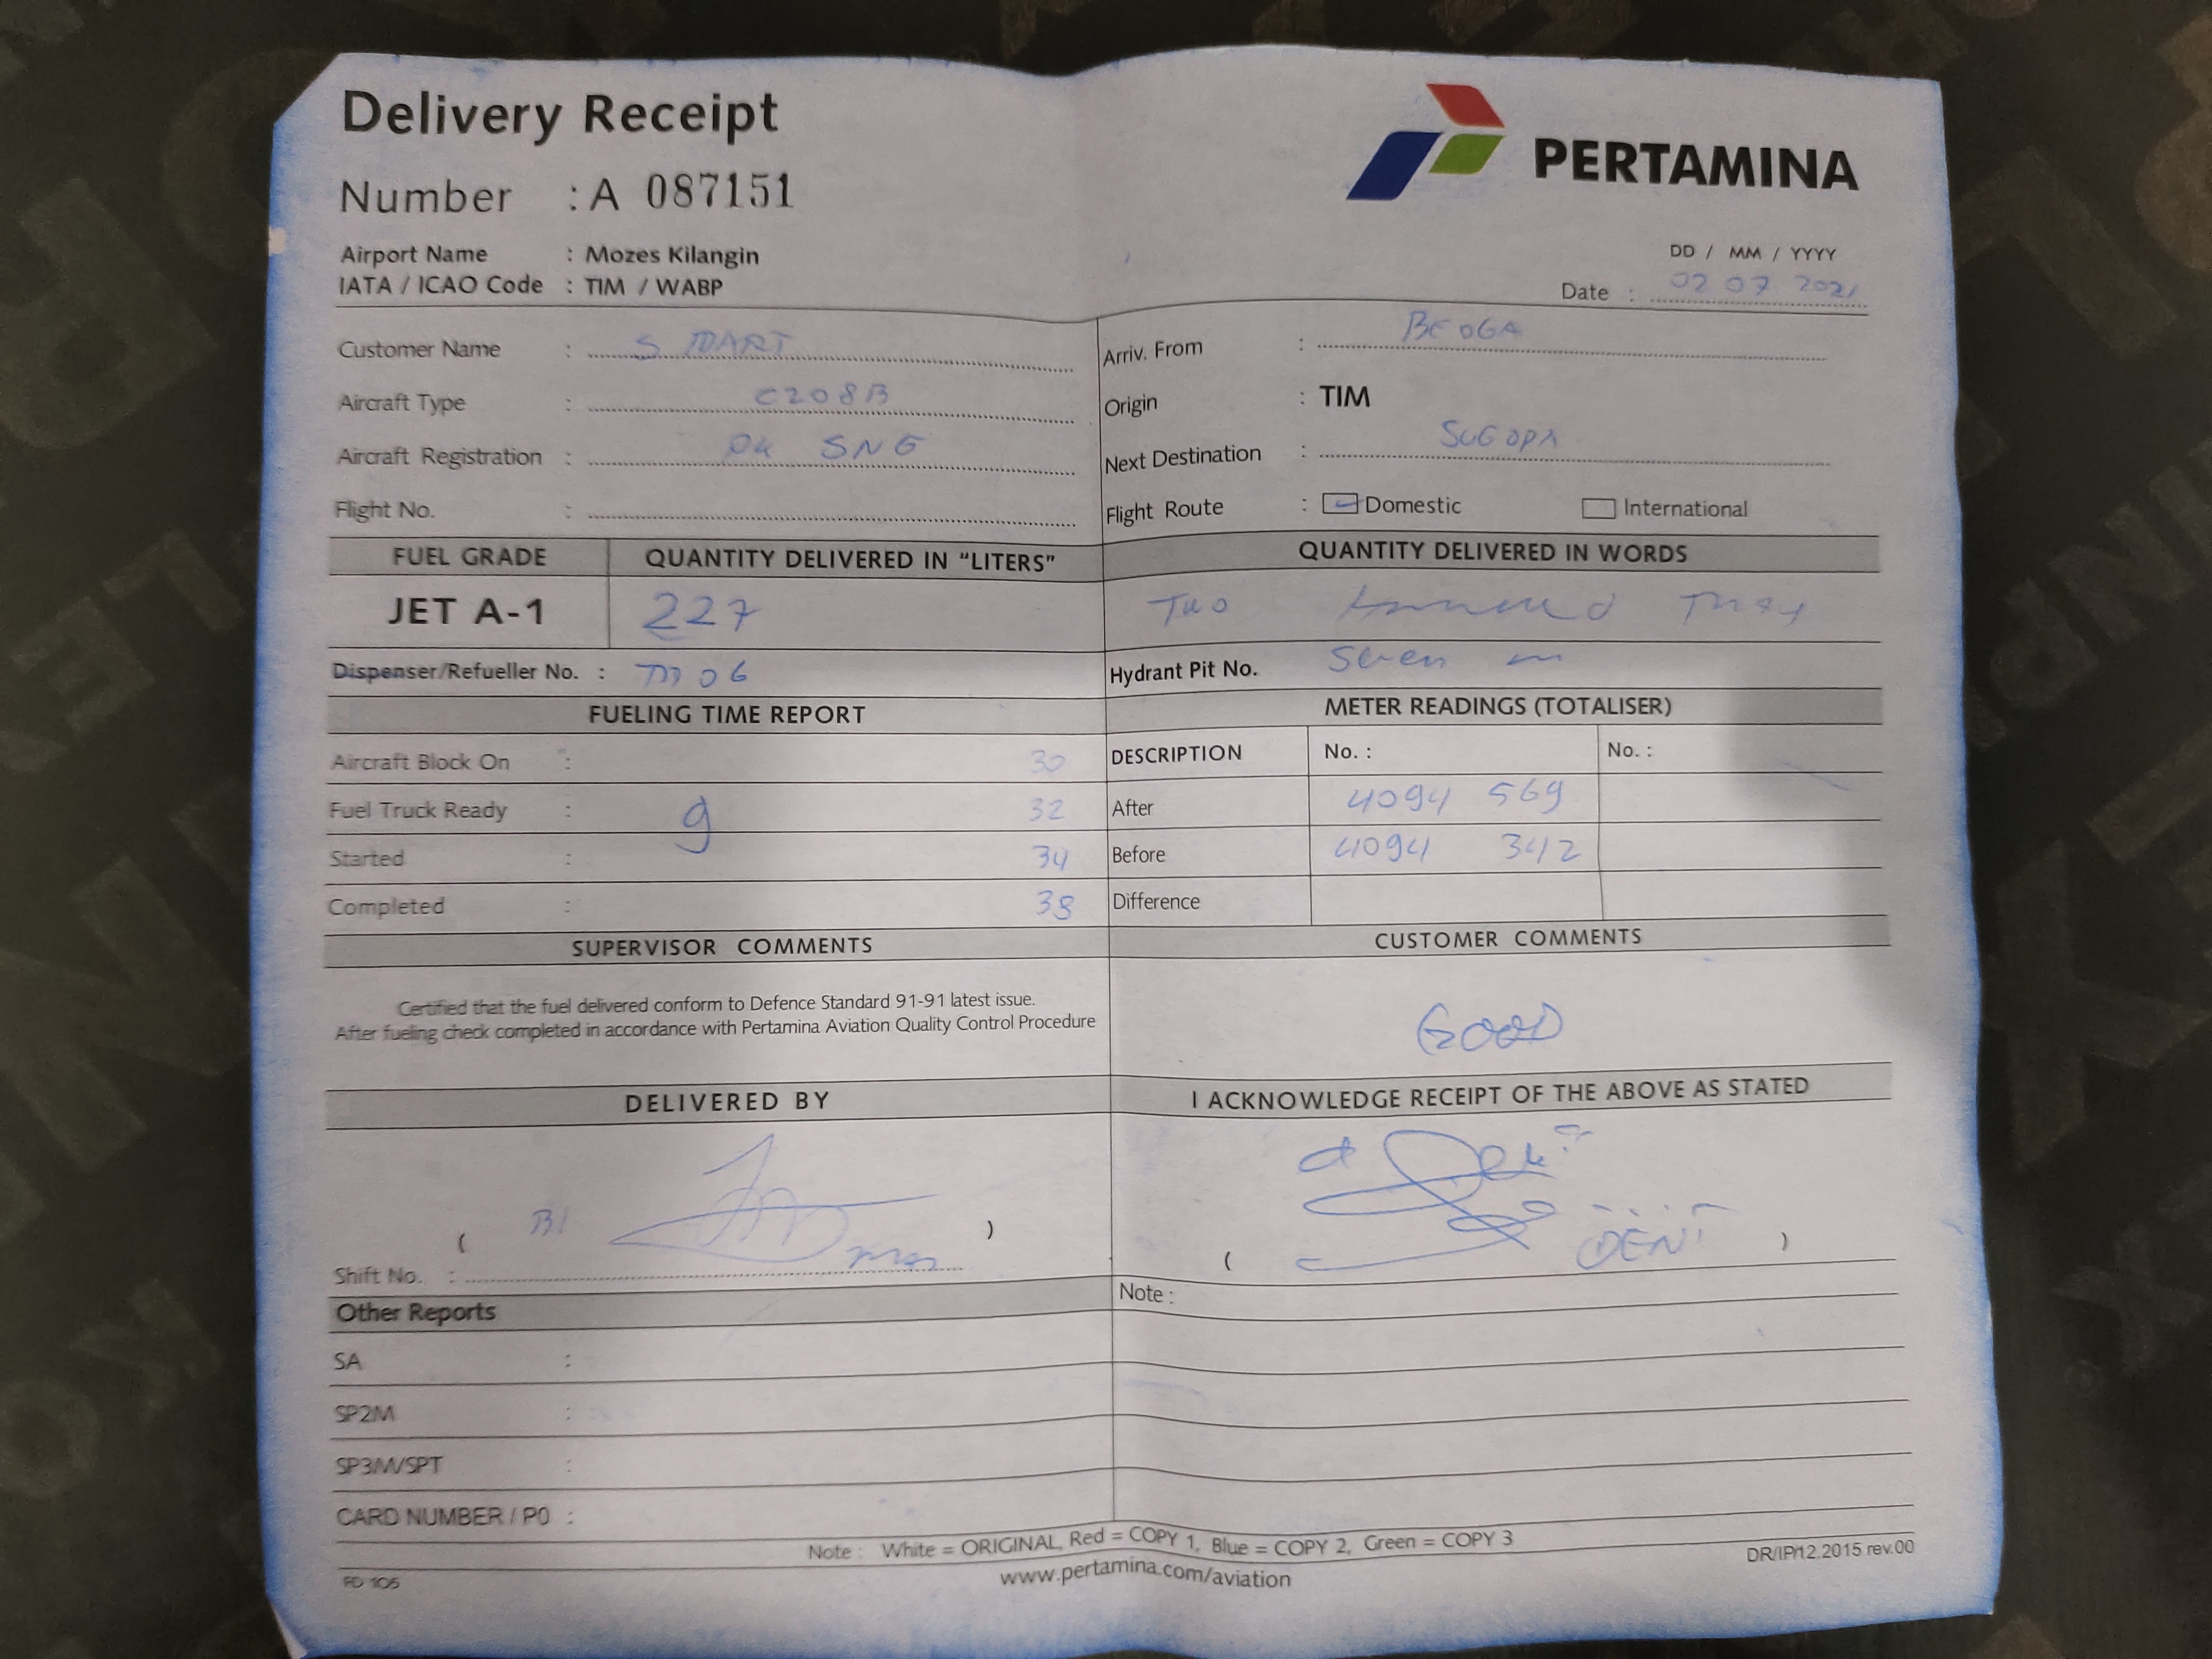 Delivery Receipt
PERTAMINA
Number : A 087151
Airport Name : Mozes Kilangin
IATA / ICAO Code : TIM / WABP
DD / MM / YYYY
Date : 02 07 2021
Customer Name : SMART
Arriv. From : BEOGA
Aircraft Type : C208B
Origin : TIM
Aircraft Registration : PK SNG
Next Destination : SUGAPA
Flight No. :
Flight Route : Domestic International
FUEL GRADE QUANTITY DELIVERED IN "LITERS" QUANTITY DELIVERED IN WORDS
JET A-1 227 Two Hundred
Dispenser/Refueller No. : 06
Hydrant Pit No. Seven
FUELING TIME REPORT
METER READINGS (TOTALISER)
Aircraft Block On : 30
DESCRIPTION No. : No. :
Fuel Truck Ready : 9 32
After 4094 569
Started : 34
Before 4094 342
Completed : 38
Difference
SUPERVISOR COMMENTS
CUSTOMER COMMENTS
Certified that the fuel delivered conform to Defence Standard 91-91 latest issue.
After fueling check completed in accordance with Pertamina Aviation Quality Control Procedure
GOOD
DELIVERED BY
I ACKNOWLEDGE RECEIPT OF THE ABOVE AS STATED
( )
( DENI )
Shift No. :
Note :
Other Reports
SA :
SP2M :
SP3M/SPT :
CARD NUMBER / PO :
Note : White = ORIGINAL, Red = COPY 1, Blue = COPY 2, Green = COPY 3
DR/IP/12.2015 rev.00
FD 105
www.pertamina.com/aviation